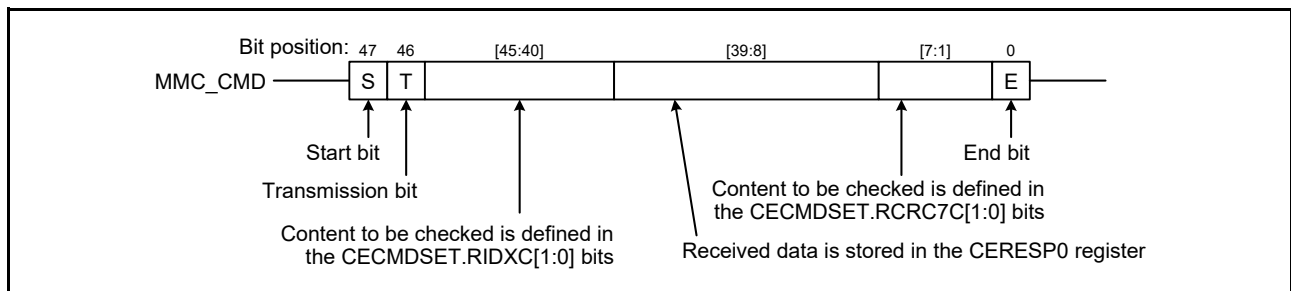 Bit position: 47 46 [45:40] [39:8] [7:1] 0
MMC_CMD S T E
Start bit
End bit
Transmission bit
Content to be checked is defined in
the CECMDSET.RCRC7C[1:0] bits
Content to be checked is defined in
the CECMDSET.RIDXC[1:0] bits
Received data is stored in the CERESP0 register